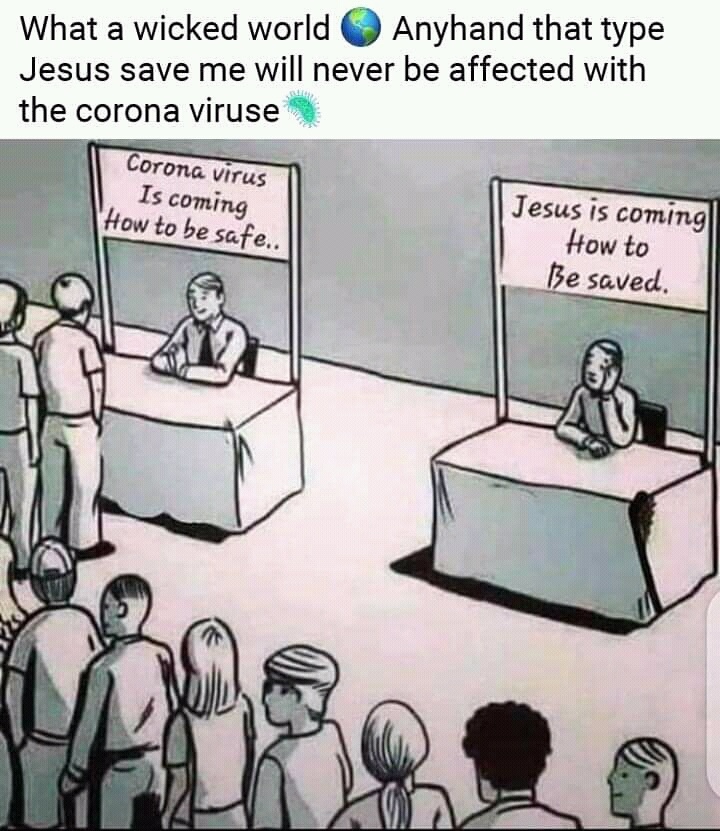 What a wicked world 🌎 Anyhand that type
Jesus save me will never be affected with
the corona viruse🦠
Corona virus
Is coming
How to be safe..
Jesus is coming
How to
Be saved.